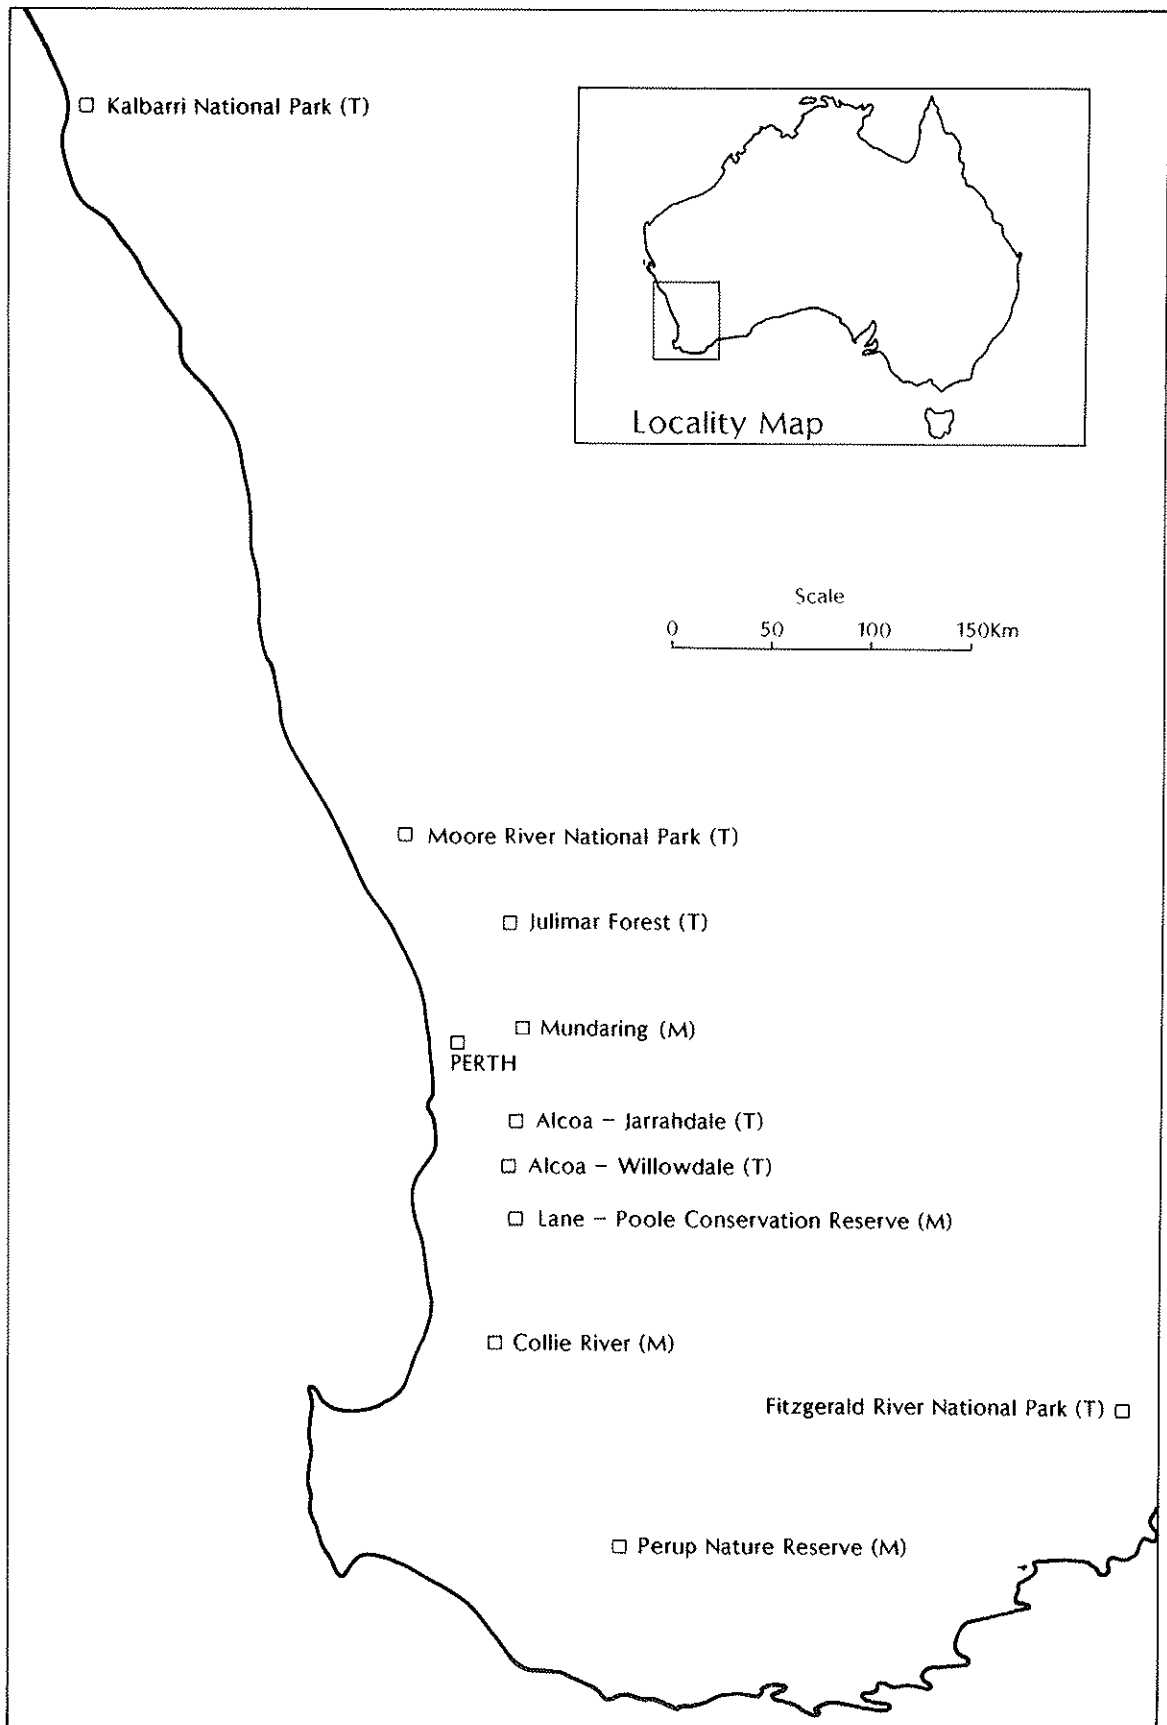 Kalbarri National Park (T)
Locality Map
Scale
0 50 100 150Km
Moore River National Park (T)
Julimar Forest (T)
Mundaring (M)
PERTH
Alcoa – Jarrahdale (T)
Alcoa – Willowdale (T)
Lane – Poole Conservation Reserve (M)
Collie River (M)
Fitzgerald River National Park (T)
Perup Nature Reserve (M)